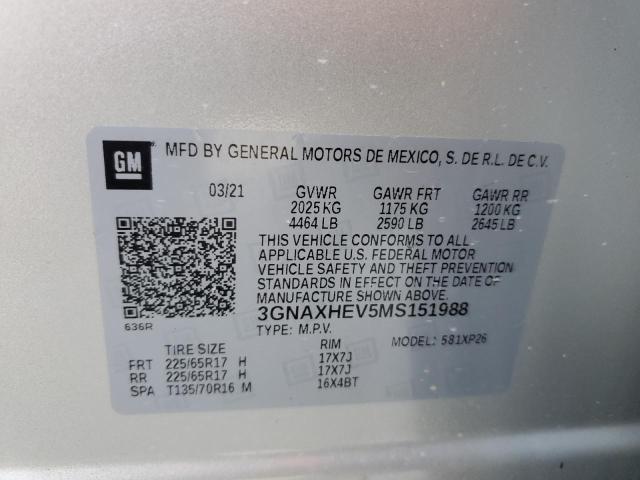 GM
MFD BY GENERAL MOTORS DE MEXICO, S. DE R.L. DE C.V.
03/21 GVWR GAWR FRT GAWR RR
2025 KG 1175 KG 1200 KG
4464 LB 2590 LB 2645 LB
THIS VEHICLE CONFORMS TO ALL
APPLICABLE U.S. FEDERAL MOTOR
VEHICLE SAFETY AND THEFT PREVENTION
STANDARDS IN EFFECT ON THE DATE OF
MANUFACTURE SHOWN ABOVE.
636R
3GNAXHEV5MS151988
TYPE: M.P.V. MODEL: 581XP26
TIRE SIZE RIM
FRT 225/65R17 H 17X7J
RR 225/65R17 H 17X7J
SPA T135/70R16 M 16X4BT